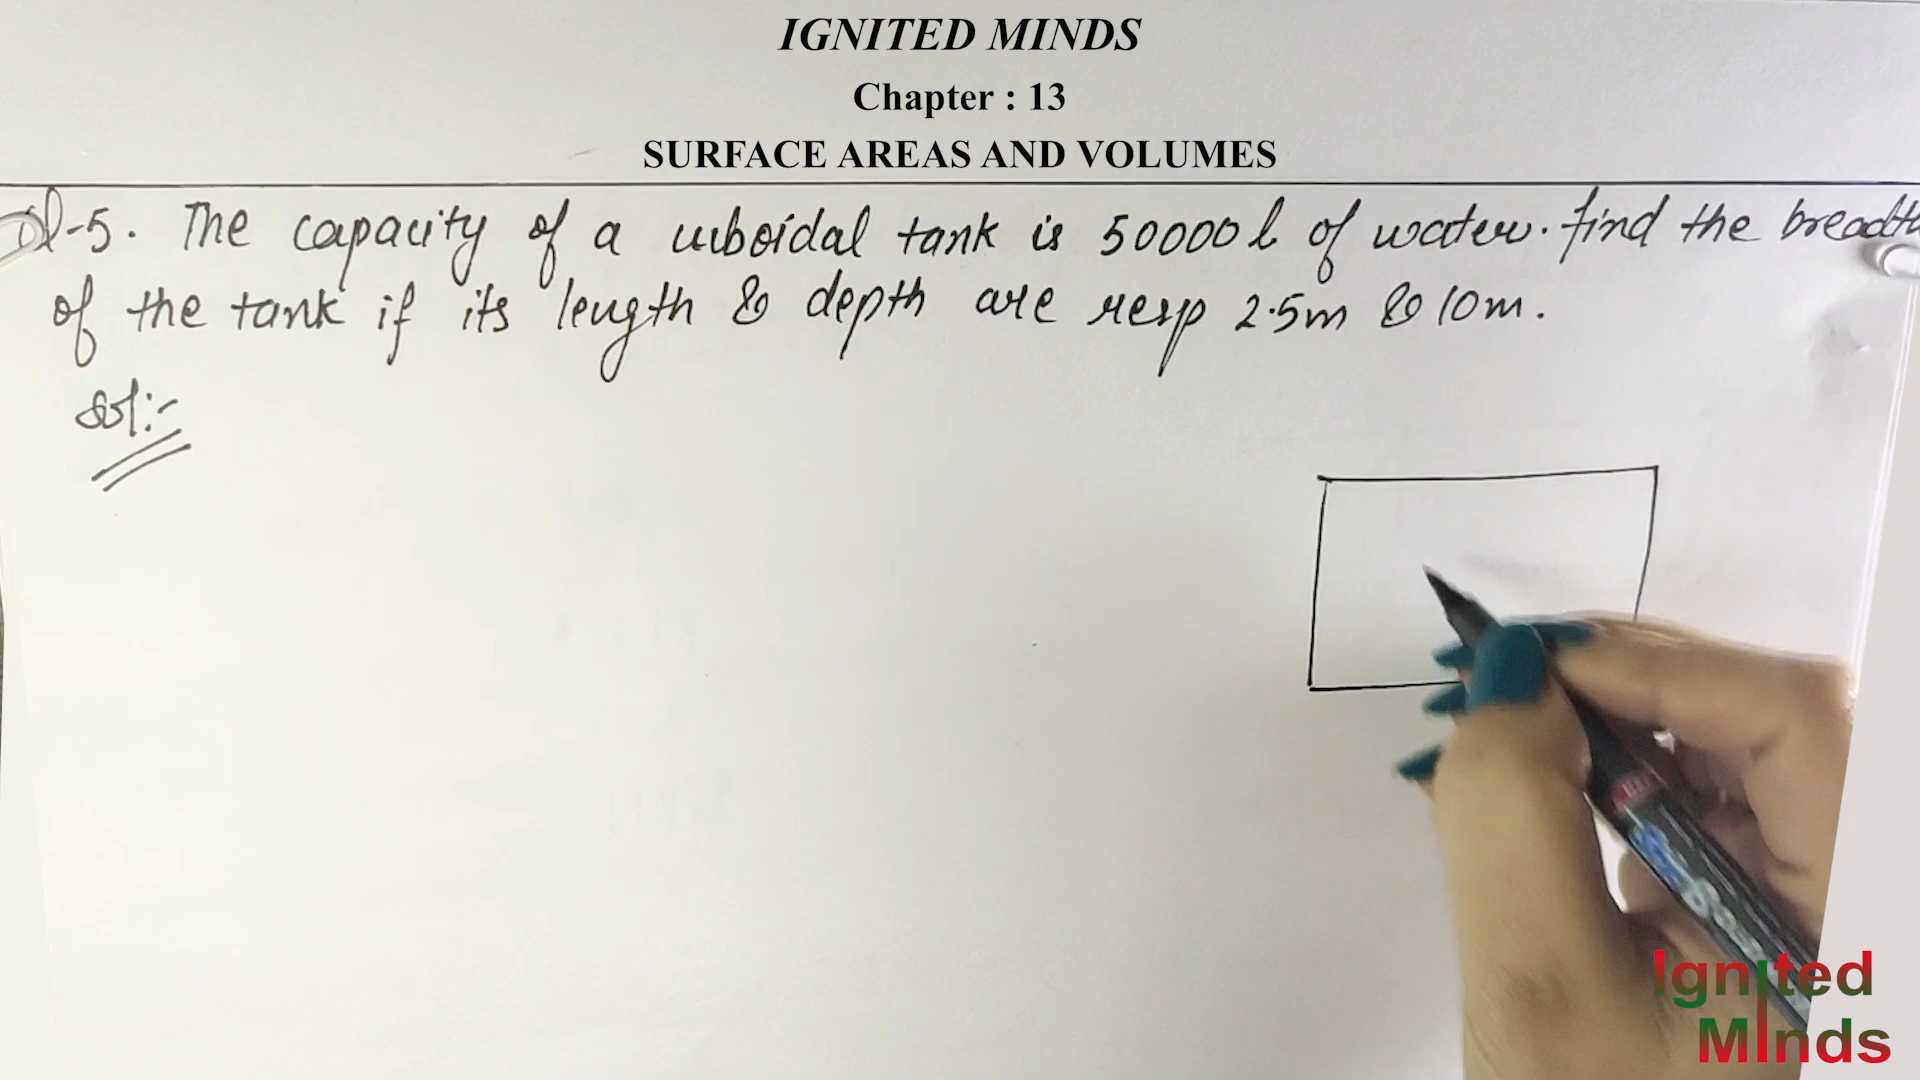 IGNITED MINDS
Chapter : 13
SURFACE AREAS AND VOLUMES
Q-5. The capacity of a cuboidal tank is 50000 l of water. find the breadth
of the tank if its length & depth are resp 2.5m & 10m.
Sol:-
Ignited
Minds